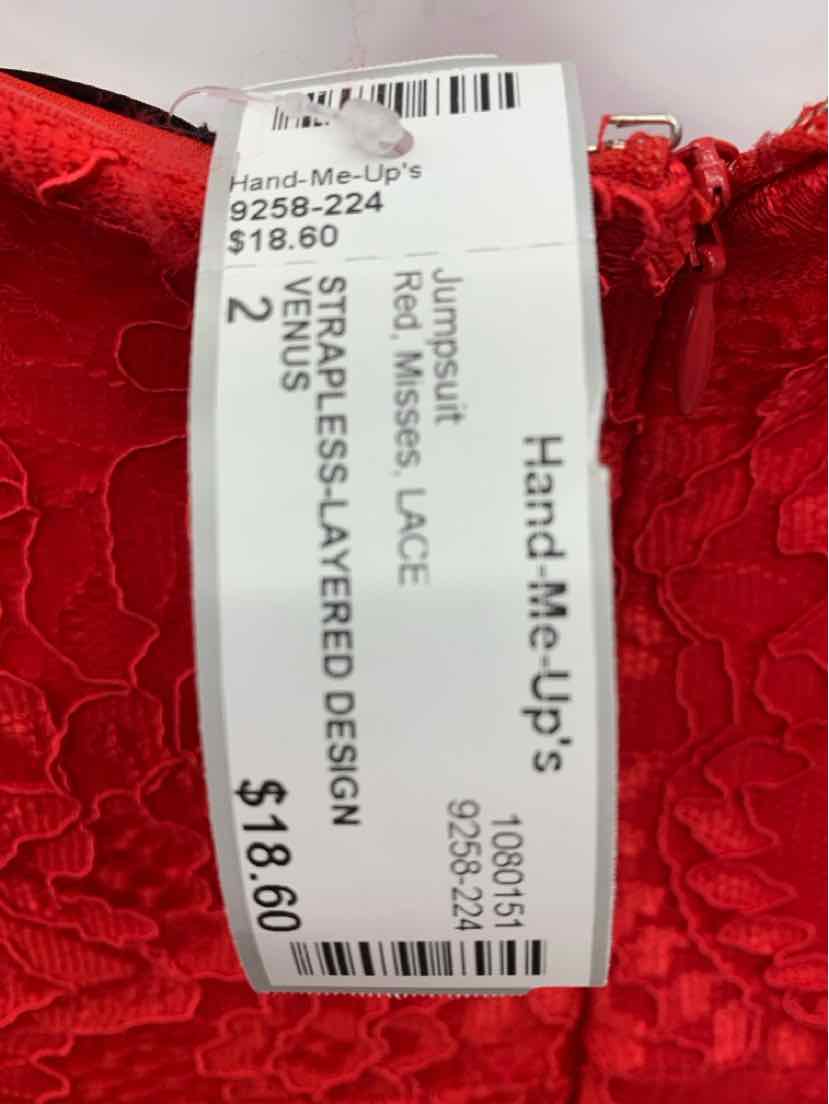 Hand-Me-Up's
9258-224
$18.60
Hand-Me-Up's
1080151
9258-224
Jumpsuit
Red, Misses, LACE
STRAPLESS-LAYERED DESIGN
VENUS
2
$18.60